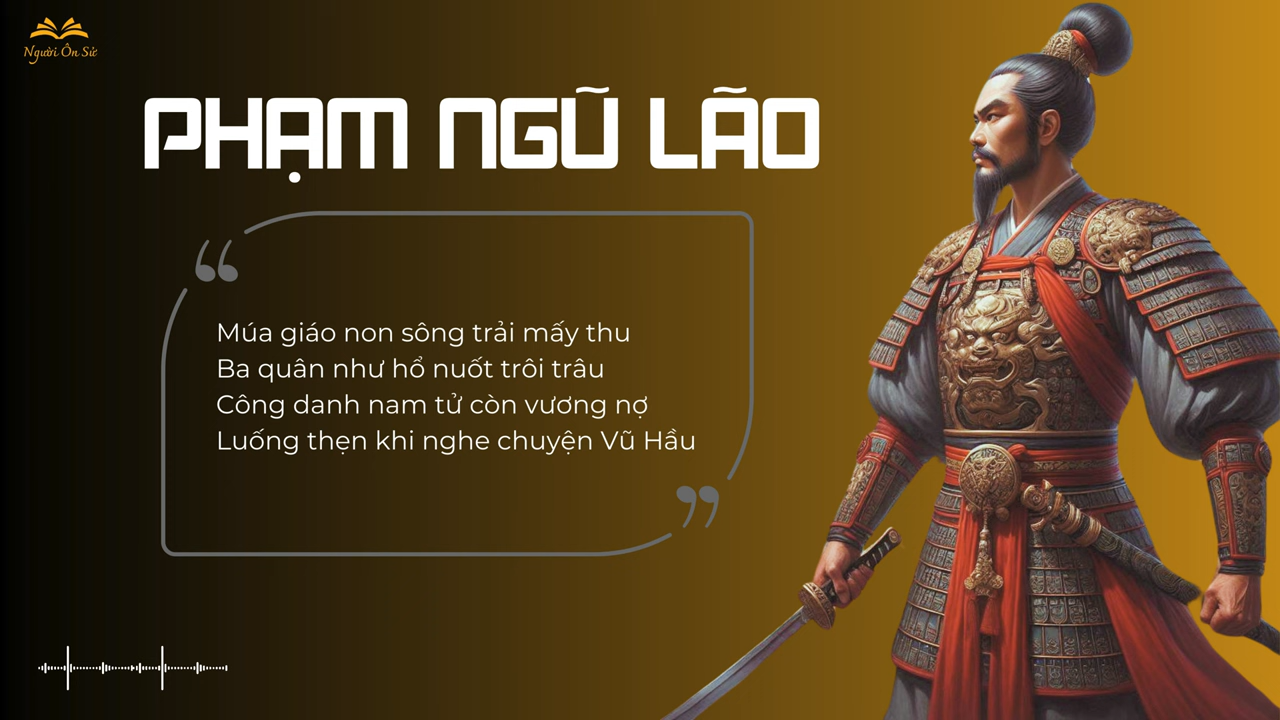 Người Ôn Sử
PHẠM NGŨ LÃO
Múa giáo non sông trải mấy thu
Ba quân như hổ nuốt trôi trâu
Công danh nam tử còn vương nợ
Luống thẹn khi nghe chuyện Vũ Hầu